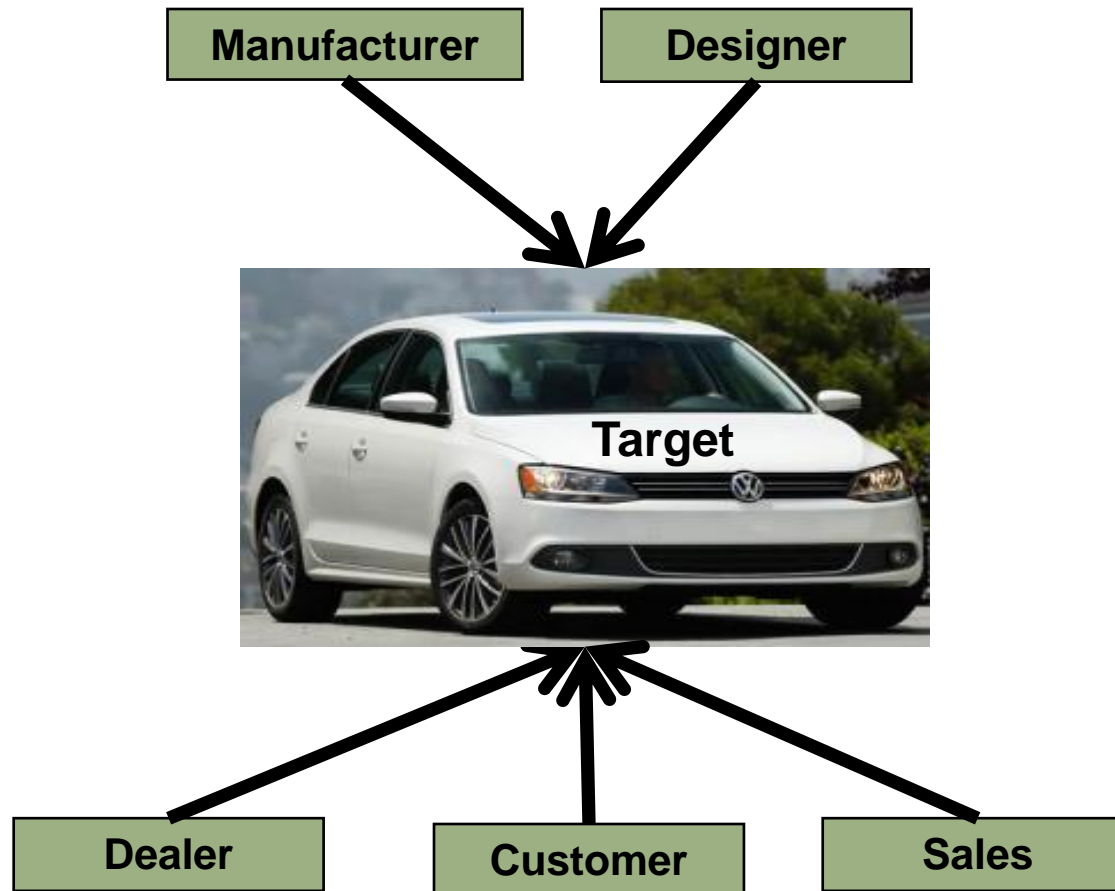 Manufacturer
Designer
Target
Dealer
Customer
Sales